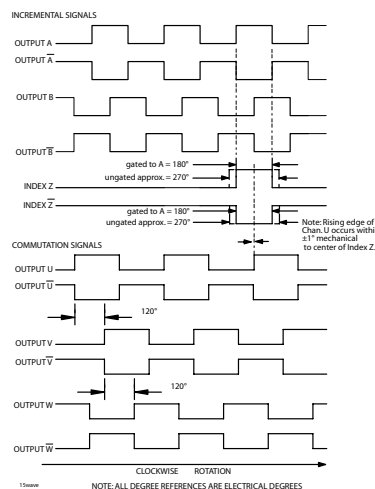 INCREMENTAL SIGNALS
OUTPUT A
OUTPUT A̅
OUTPUT B
OUTPUT B̅
gated to A = 180°
ungated approx. = 270°
INDEX Z
INDEX Z̅
gated to A = 180°
ungated approx. = 270°
Note: Rising edge of
Chan. U occurs withi
±1° mechanical
to center of Index Z.
COMMUTATION SIGNALS
OUTPUT U
OUTPUT U̅
120°
OUTPUT V
OUTPUT V̅
120°
OUTPUT W
OUTPUT W̅
CLOCKWISE ROTATION
15wave
NOTE: ALL DEGREE REFERENCES ARE ELECTRICAL DEGREES